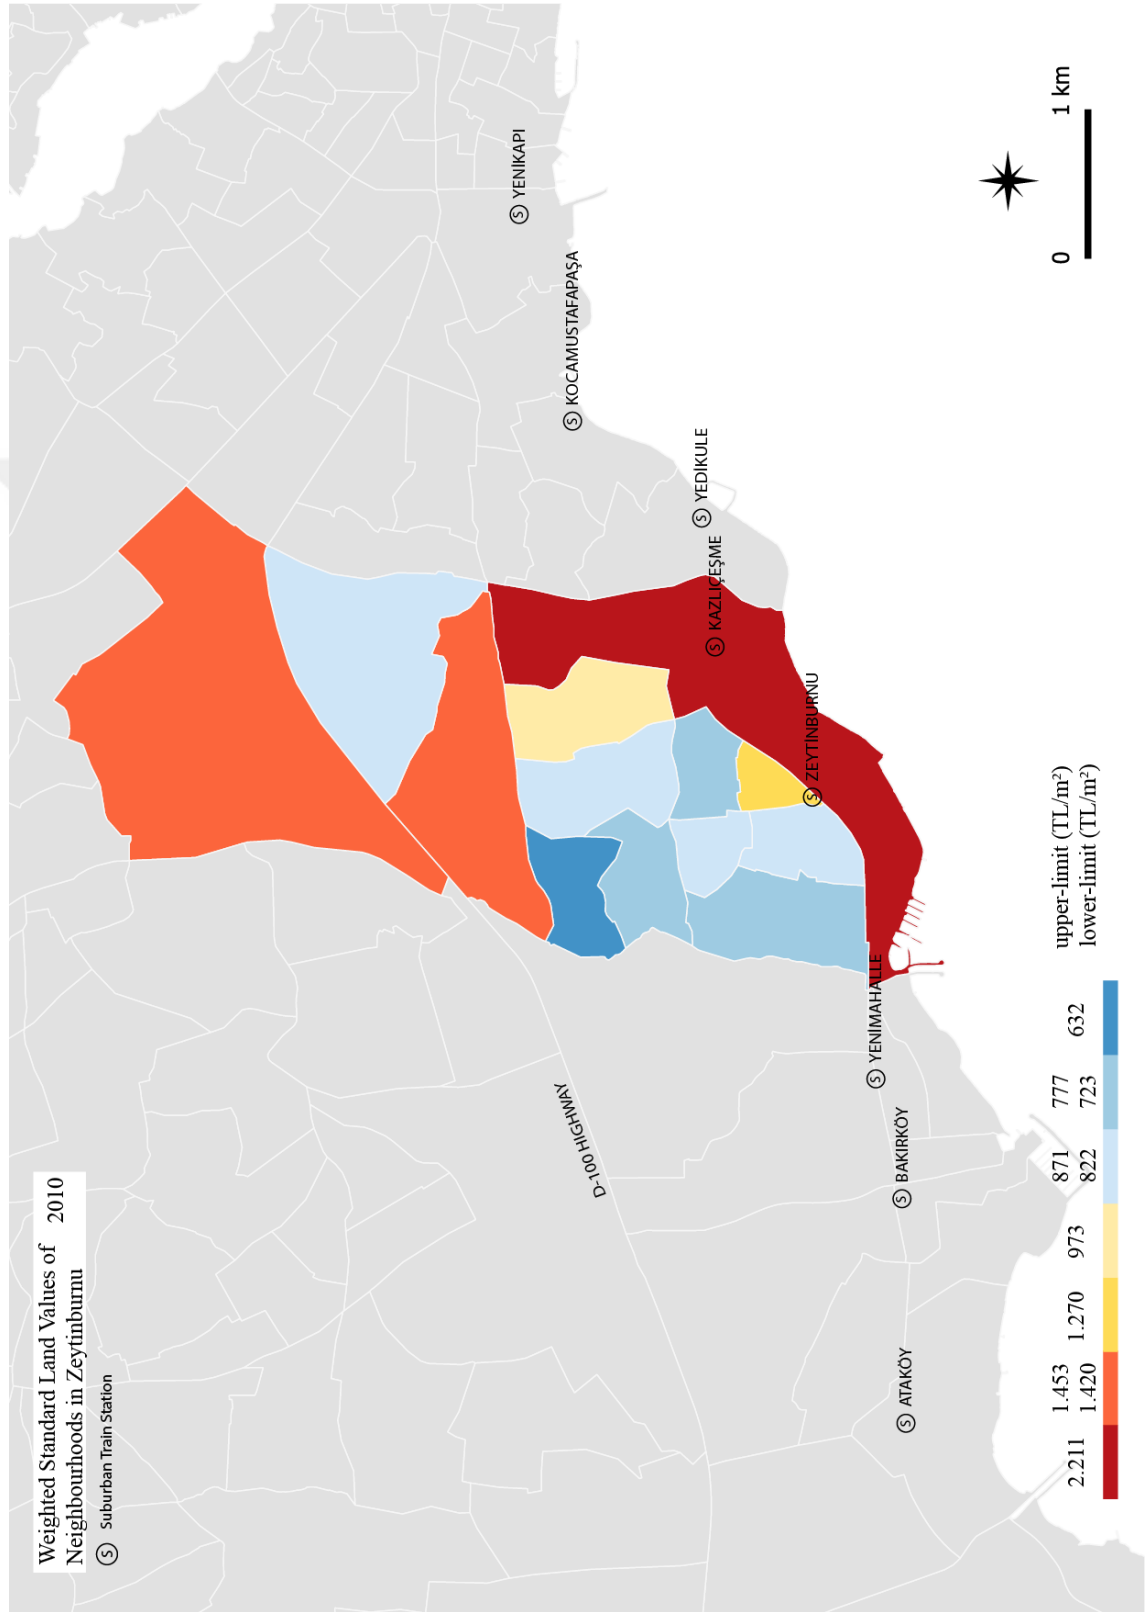 Weighted Standard Land Values of
Neighbourhoods in Zeytinburnu
2010
S Suburban Train Station
D-100 HIGHWAY
S YENİKAPI
S KOCAMUSTAFAPAŞA
S YEDİKULE
S KAZLIÇEŞME
S ZEYTİNBURNU
S YENİMAHALLE
S BAKIRKÖY
S ATAKÖY
0 1 km
2.211
1.453
1.420
1.270
973
871
822
777
723
632
upper-limit (TL/m²)
lower-limit (TL/m²)